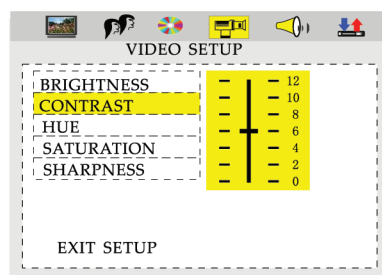 VIDEO SETUP
BRIGHTNESS
CONTRAST
HUE
SATURATION
SHARPNESS
12
10
8
6
4
2
0
EXIT SETUP